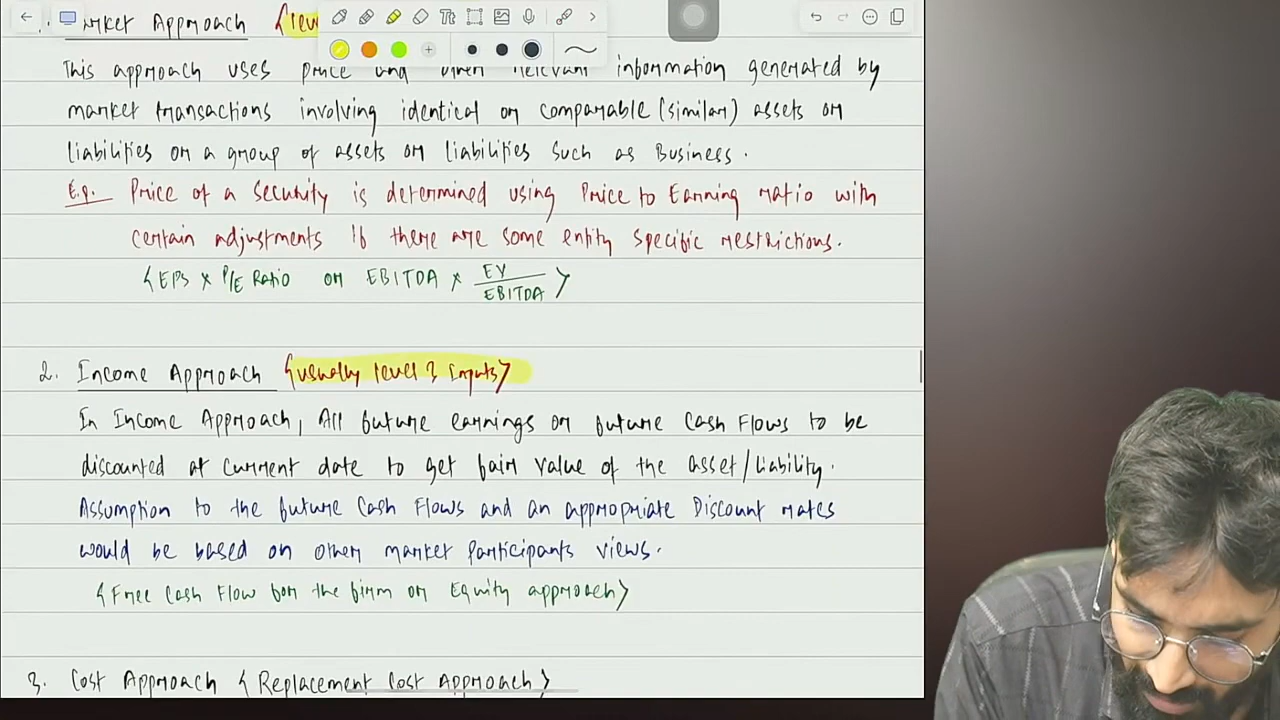 Market Approach {leve
This approach uses price and other relevant information generated by
market transactions involving identical or comparable (similar) assets or
liabilities or a group of assets or liabilities such as Business.
E.g. Price of a Security is determined using Price to Earning ratio with
certain adjustments if there are some entity specific restrictions.
{EPS × P/E Ratio or EBITDA × EV/EBITDA}
2. Income Approach {usually level 3 Inputs}
In Income Approach, All future earnings or future Cash Flows to be
discounted at current date to get fair value of the asset/liability.
Assumption to the future Cash Flows and an appropriate Discount rates
would be based on other market Participants views.
{Free Cash Flow for the firm or Equity approach}
3. Cost Approach {Replacement Cost Approach}